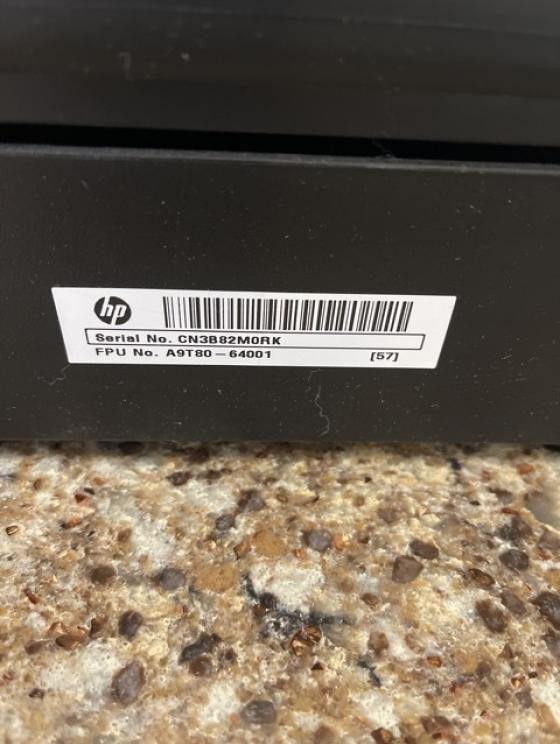 hp
Serial No. CN3B82M0RK
FPU No. A9T80-64001 [57]